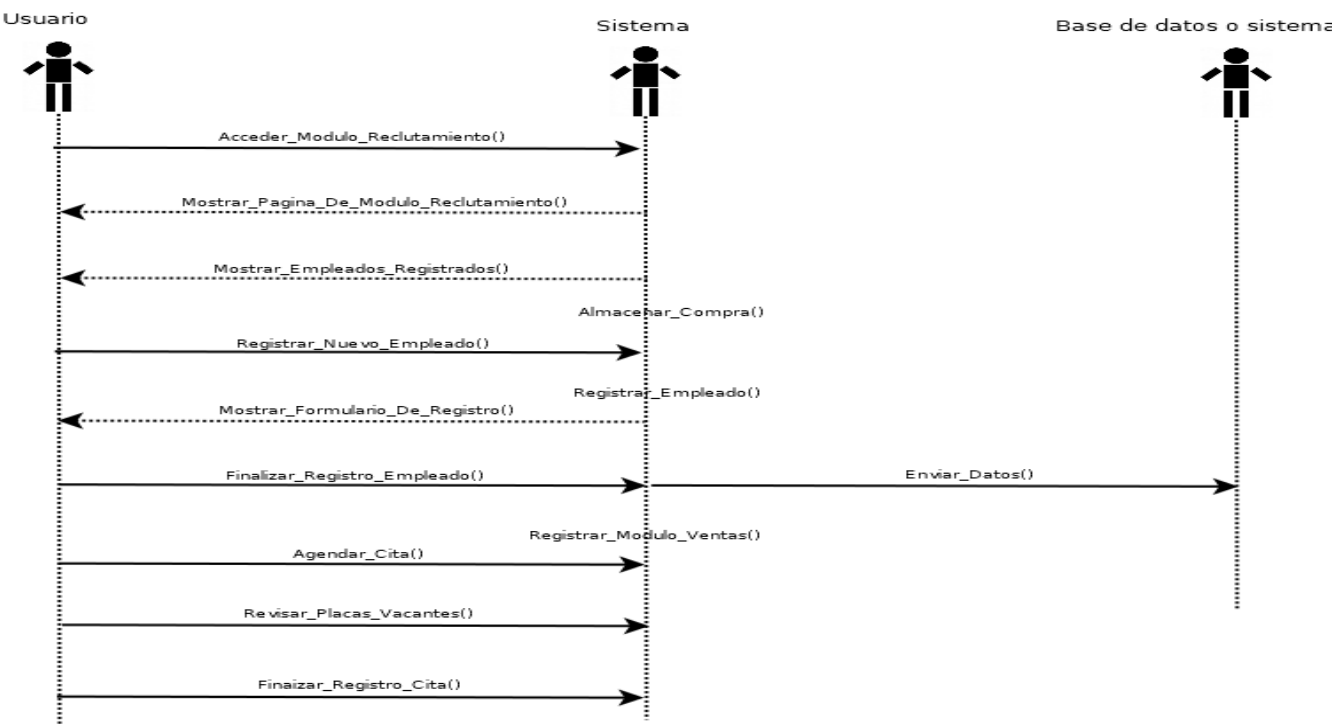 Usuario
Sistema
Base de datos o sistema
Acceder_Modulo_Reclutamiento()
Mostrar_Pagina_De_Modulo_Reclutamiento()
Mostrar_Empleados_Registrados()
Almacenar_Compra()
Registrar_Nuevo_Empleado()
Registrar_Empleado()
Mostrar_Formulario_De_Registro()
Finalizar_Registro_Empleado()
Enviar_Datos()
Registrar_Modulo_Ventas()
Agendar_Cita()
Revisar_Placas_Vacantes()
Finaizar_Registro_Cita()